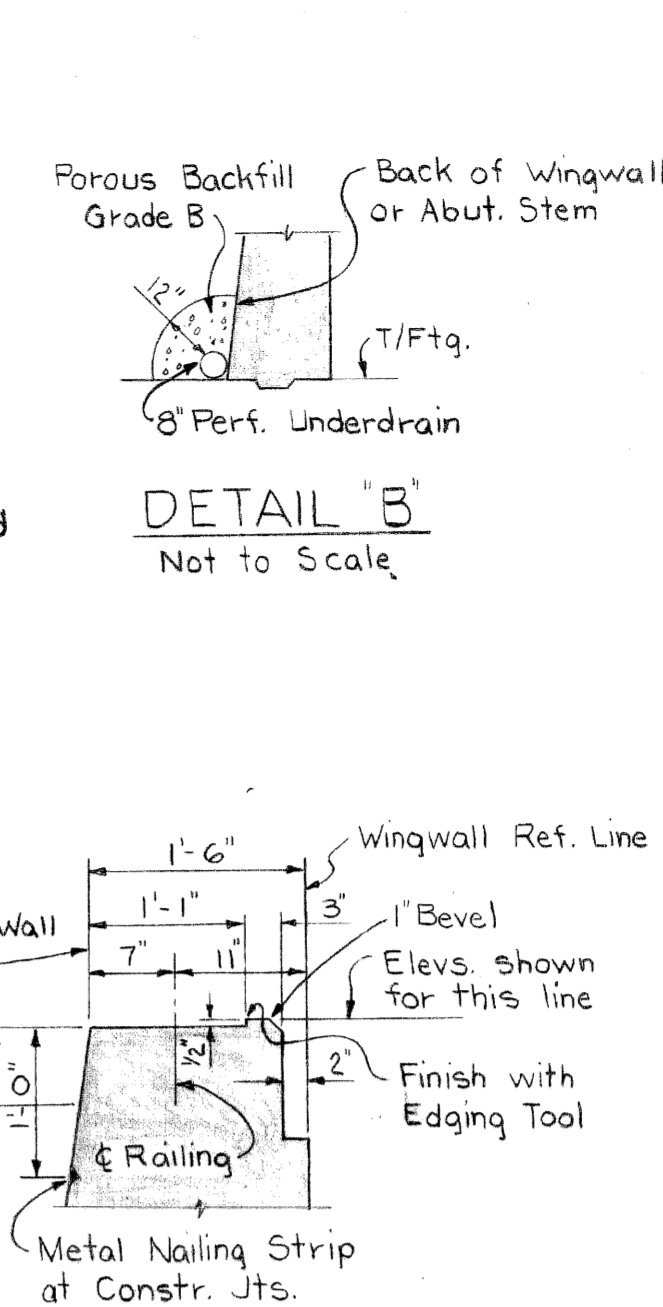 Porous Backfill
Grade B
Back of Wingwall
or Abut. Stem
12"
T/Ftg.
8" Perf. Underdrain
DETAIL "B"
Not to Scale
1'-6"
Wingwall Ref. Line
Wall
1'-1"
3"
1" Bevel
7"
11"
Elevs. shown
for this line
1/2"
2"
1'-0"
Finish with
Edging Tool
℄ Railing
Metal Nailing Strip
at Constr. Jts.